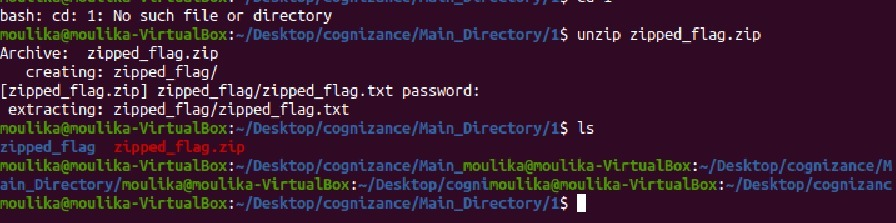 bash: cd: 1: No such file or directory
moulika@moulika-VirtualBox:~/Desktop/cognizance/Main_Directory/1$ unzip zipped_flag.zip
Archive:  zipped_flag.zip
   creating: zipped_flag/
[zipped_flag.zip] zipped_flag/zipped_flag.txt password:
 extracting: zipped_flag/zipped_flag.txt
moulika@moulika-VirtualBox:~/Desktop/cognizance/Main_Directory/1$ ls
zipped_flag  zipped_flag.zip
moulika@moulika-VirtualBox:~/Desktop/cognizance/Main_moulika@moulika-VirtualBox:~/Desktop/cognizance/M
ain_Directory/moulika@moulika-VirtualBox:~/Desktop/cognimoulika@moulika-VirtualBox:~/Desktop/cognizanc
moulika@moulika-VirtualBox:~/Desktop/cognizance/Main_Directory/1$